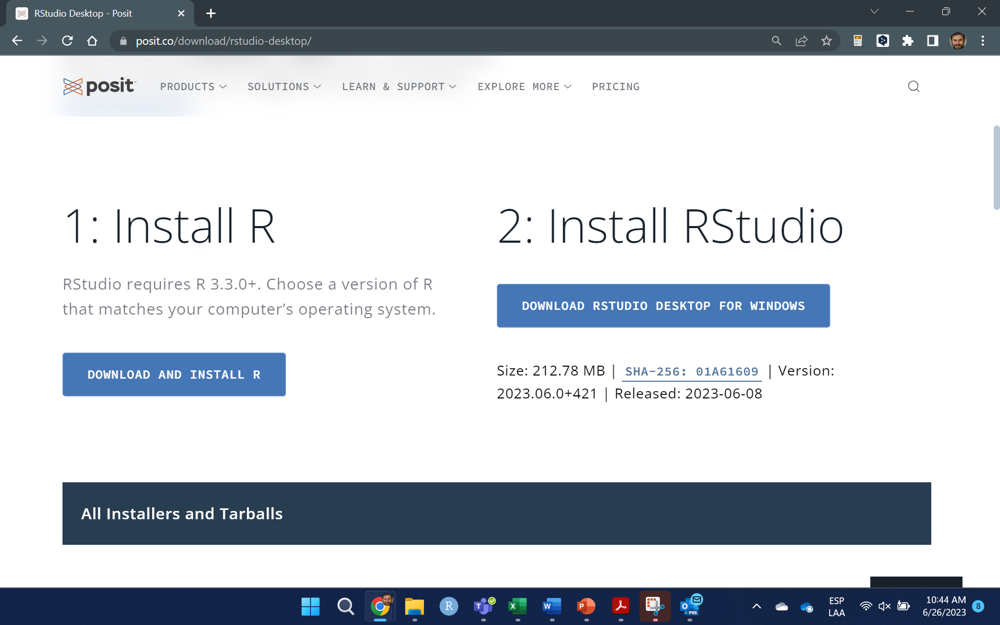 RStudio Desktop - Posit
posit.co/download/rstudio-desktop/
posit™
PRODUCTS
SOLUTIONS
LEARN & SUPPORT
EXPLORE MORE
PRICING
1: Install R
RStudio requires R 3.3.0+. Choose a version of R
that matches your computer’s operating system.
DOWNLOAD AND INSTALL R
2: Install RStudio
DOWNLOAD RSTUDIO DESKTOP FOR WINDOWS
Size: 212.78 MB | SHA-256: 01A61609 | Version:
2023.06.0+421 | Released: 2023-06-08
All Installers and Tarballs
R
T
X
W
P
O
PRE
ESP
LAA
10:44 AM
6/26/2023
8